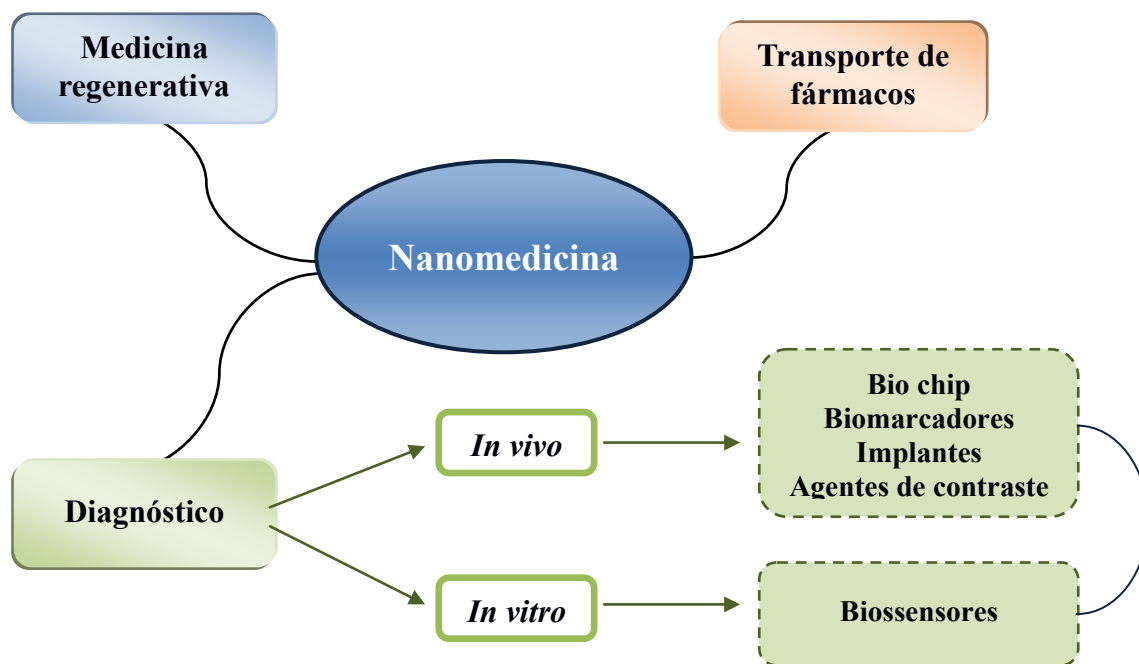 Medicina
regenerativa
Transporte de
fármacos
Nanomedicina
Diagnóstico
In vivo
Bio chip
Biomarcadores
Implantes
Agentes de contraste
In vitro
Biossensores